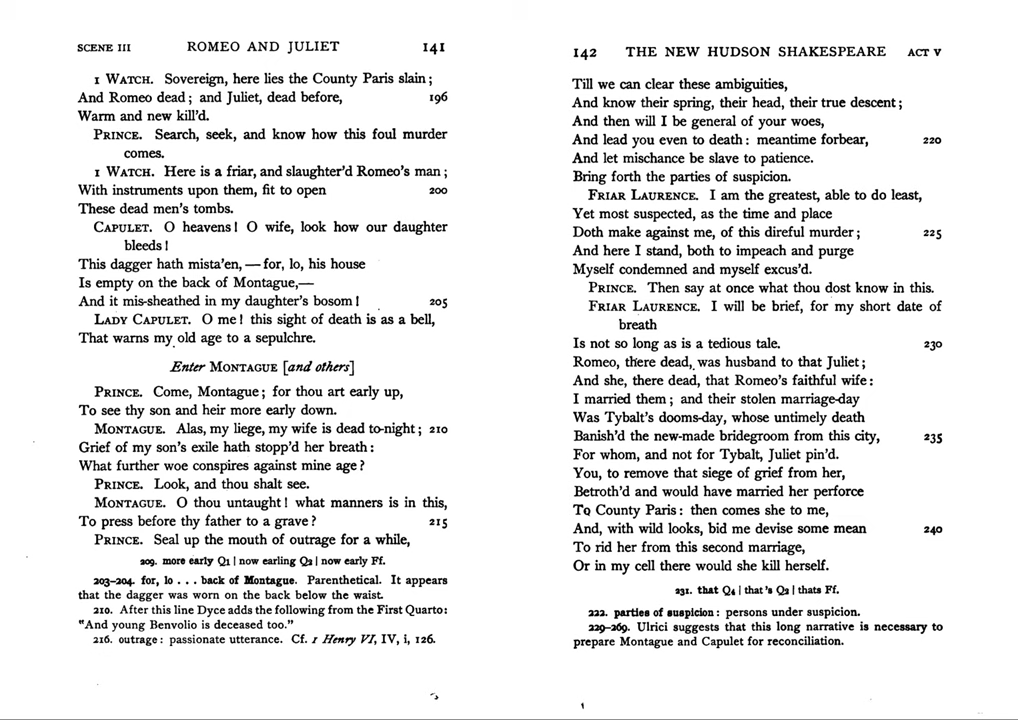 SCENE III ROMEO AND JULIET 141
1 WATCH. Sovereign, here lies the County Paris slain;
And Romeo dead; and Juliet, dead before, 196
Warm and new kill'd.
PRINCE. Search, seek, and know how this foul murder
comes.
1 WATCH. Here is a friar, and slaughter'd Romeo's man;
With instruments upon them, fit to open 200
These dead men's tombs.
CAPULET. O heavens! O wife, look how our daughter
bleeds!
This dagger hath mista'en, — for, lo, his house
Is empty on the back of Montague,—
And it mis-sheathed in my daughter's bosom! 205
LADY CAPULET. O me! this sight of death is as a bell,
That warns my old age to a sepulchre.
Enter MONTAGUE [and others]
PRINCE. Come, Montague; for thou art early up,
To see thy son and heir more early down.
MONTAGUE. Alas, my liege, my wife is dead to-night; 210
Grief of my son's exile hath stopp'd her breath:
What further woe conspires against mine age?
PRINCE. Look, and thou shalt see.
MONTAGUE. O thou untaught! what manners is in this,
To press before thy father to a grave? 215
PRINCE. Seal up the mouth of outrage for a while,
209. more early Q1 | now earling Q2 | now early Ff.
203-204. for, lo . . . back of Montague. Parenthetical. It appears
that the dagger was worn on the back below the waist.
210. After this line Dyce adds the following from the First Quarto:
"And young Benvolio is deceased too."
216. outrage: passionate utterance. Cf. 1 Henry VI, IV, i, 126.
142 THE NEW HUDSON SHAKESPEARE ACT V
Till we can clear these ambiguities,
And know their spring, their head, their true descent;
And then will I be general of your woes,
And lead you even to death: meantime forbear, 220
And let mischance be slave to patience.
Bring forth the parties of suspicion.
FRIAR LAURENCE. I am the greatest, able to do least,
Yet most suspected, as the time and place
Doth make against me, of this direful murder; 225
And here I stand, both to impeach and purge
Myself condemned and myself excus'd.
PRINCE. Then say at once what thou dost know in this.
FRIAR LAURENCE. I will be brief, for my short date of
breath
Is not so long as is a tedious tale. 230
Romeo, there dead, was husband to that Juliet;
And she, there dead, that Romeo's faithful wife:
I married them; and their stolen marriage-day
Was Tybalt's dooms-day, whose untimely death
Banish'd the new-made bridegroom from this city, 235
For whom, and not for Tybalt, Juliet pin'd.
You, to remove that siege of grief from her,
Betroth'd and would have married her perforce
To County Paris: then comes she to me,
And, with wild looks, bid me devise some mean 240
To rid her from this second marriage,
Or in my cell there would she kill herself.
231. that Q4 | that's Q2 | thats Ff.
222. parties of suspicion: persons under suspicion.
229-269. Ulrici suggests that this long narrative is necessary to
prepare Montague and Capulet for reconciliation.